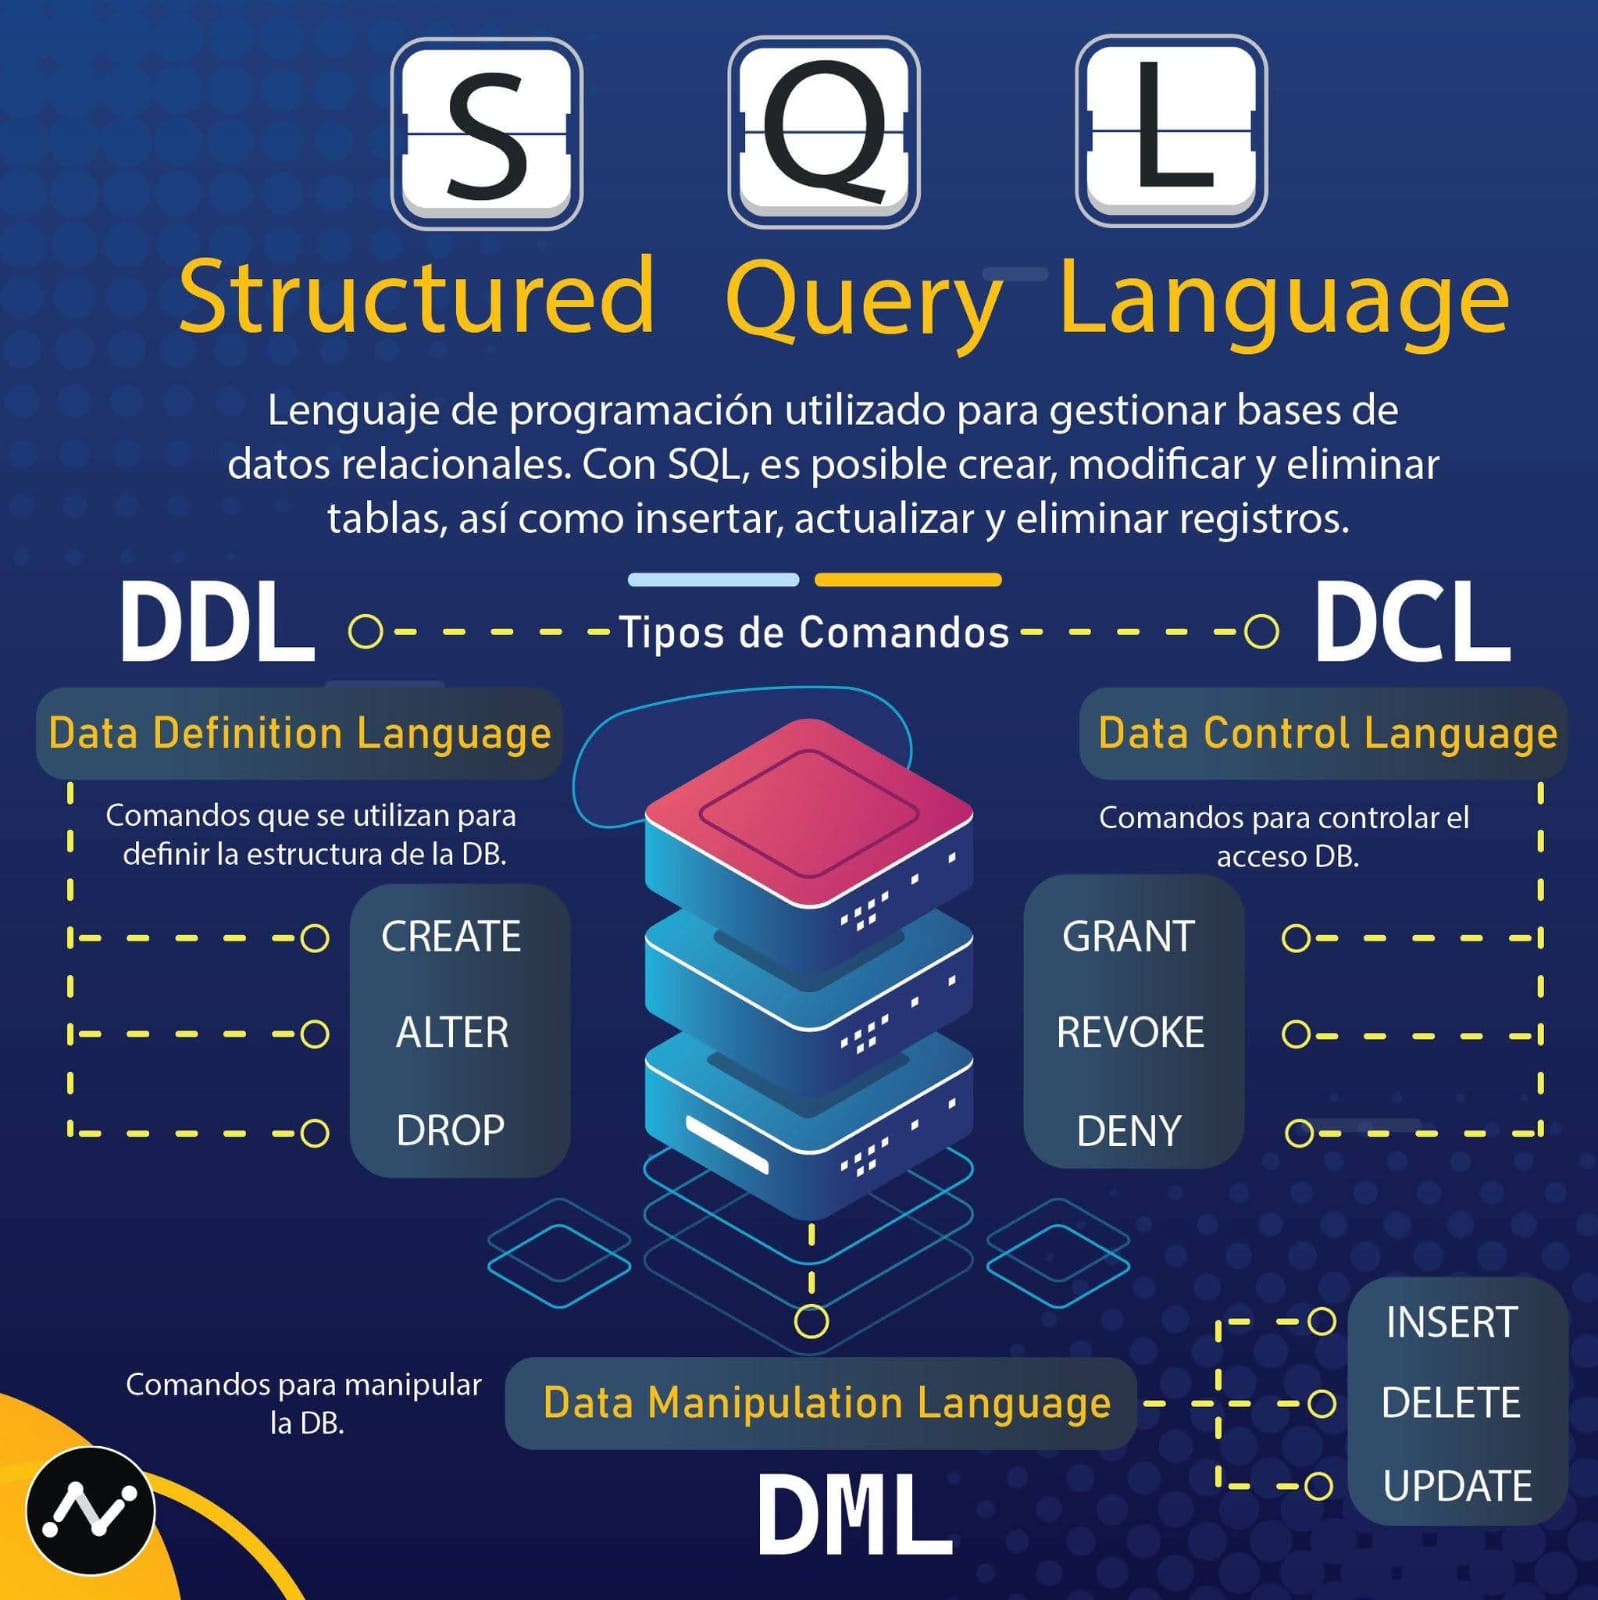 S Q L
Structured Query Language
Lenguaje de programación utilizado para gestionar bases de
datos relacionales. Con SQL, es posible crear, modificar y eliminar
tablas, así como insertar, actualizar y eliminar registros.
DDL
Tipos de Comandos
DCL
Data Definition Language
Comandos que se utilizan para
definir la estructura de la DB.
CREATE
ALTER
DROP
Data Control Language
Comandos para controlar el
acceso DB.
GRANT
REVOKE
DENY
Comandos para manipular
la DB.
Data Manipulation Language
DML
INSERT
DELETE
UPDATE